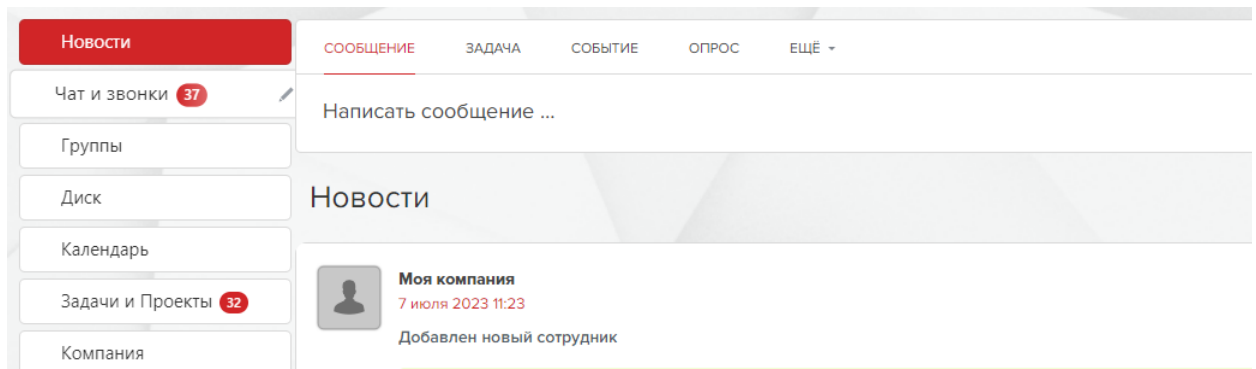 Новости
Чат и звонки 37
Группы
Диск
Календарь
Задачи и Проекты 32
Компания
СООБЩЕНИЕ ЗАДАЧА СОБЫТИЕ ОПРОС ЕЩЁ
Написать сообщение ...
Новости
Моя компания
7 июля 2023 11:23
Добавлен новый сотрудник